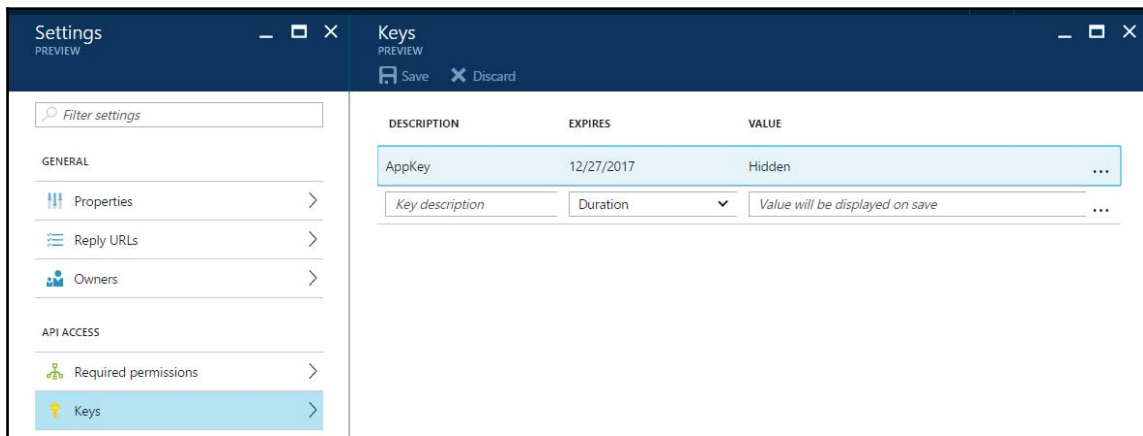 Settings
PREVIEW
Filter settings
GENERAL
Properties
Reply URLs
Owners
API ACCESS
Required permissions
Keys
Keys
PREVIEW
Save Discard
DESCRIPTION EXPIRES VALUE
AppKey 12/27/2017 Hidden ...
Key description Duration Value will be displayed on save ...